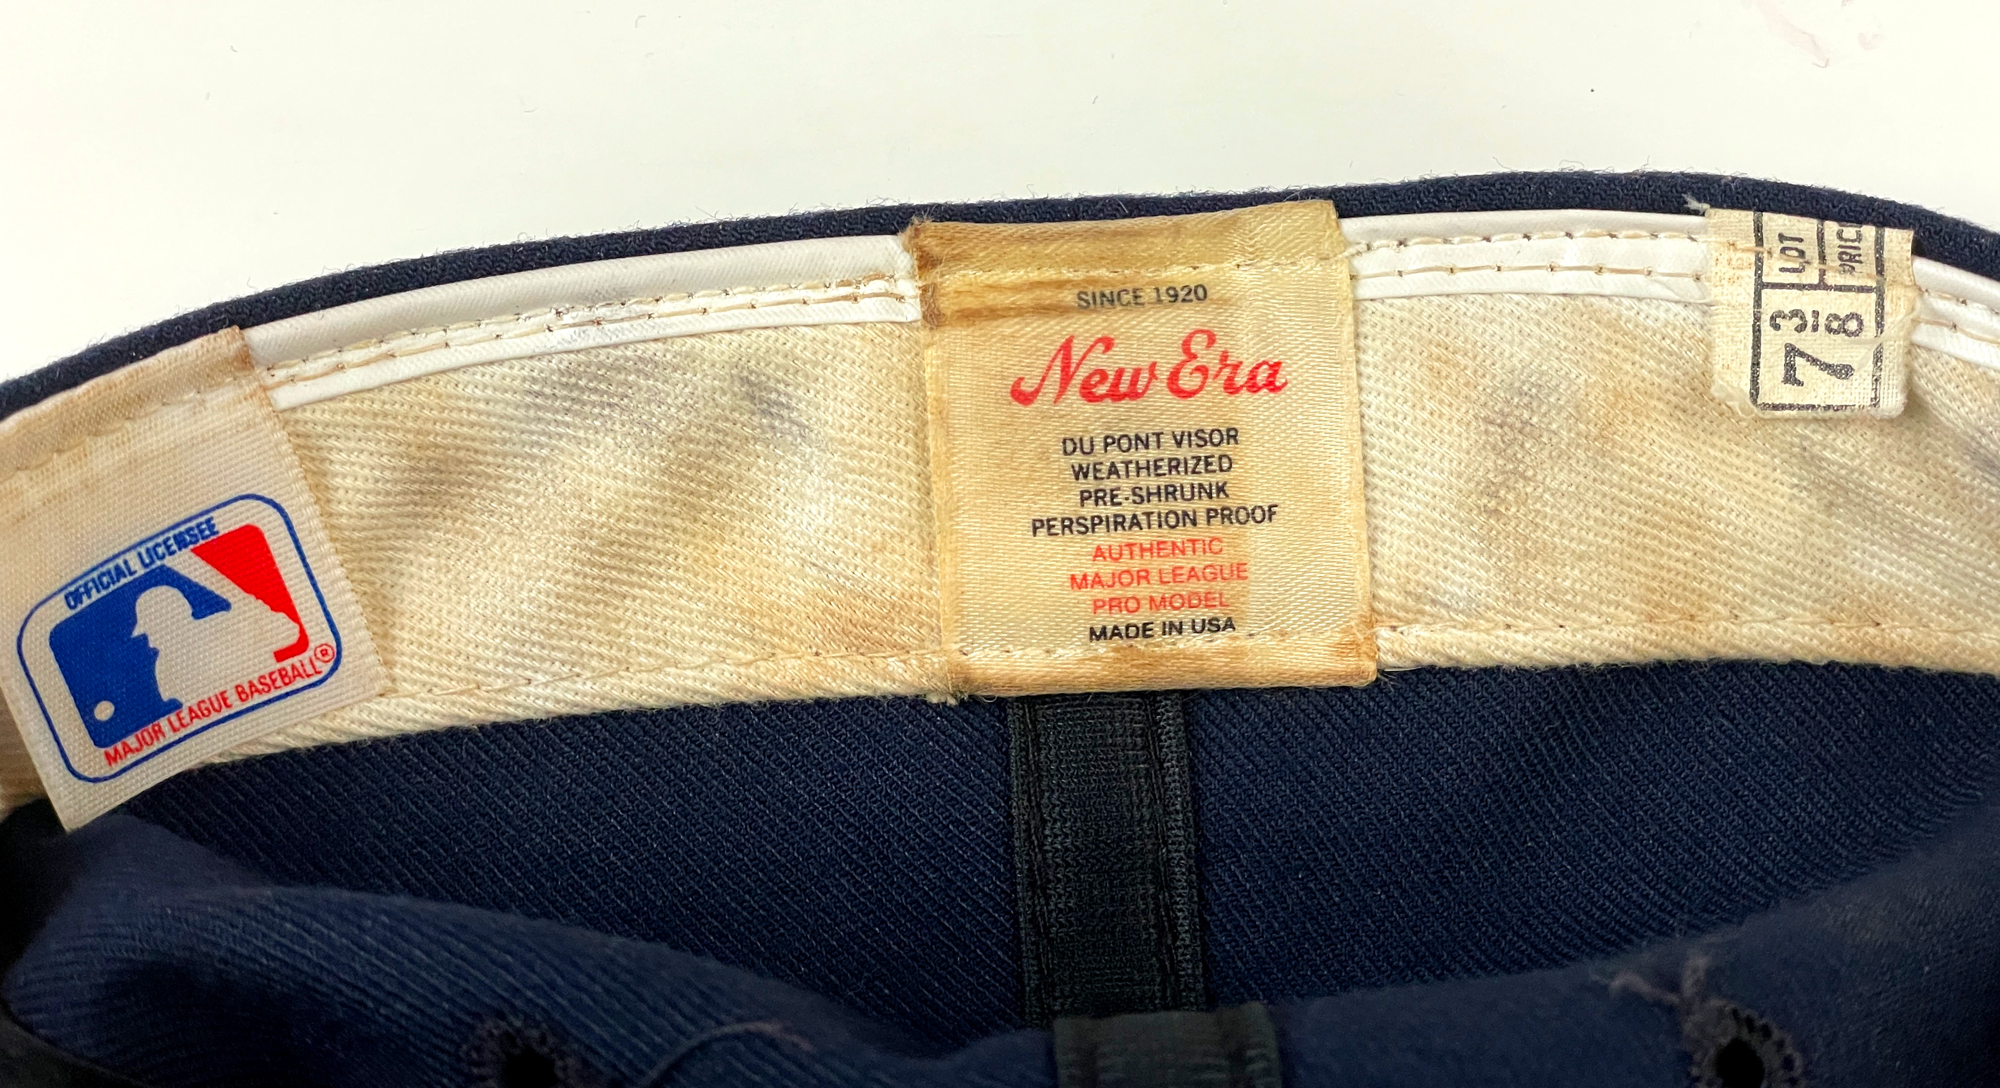 OFFICIAL LICENSEE
MAJOR LEAGUE BASEBALL®
SINCE 1920
New Era
DU PONT VISOR
WEATHERIZED
PRE-SHRUNK
PERSPIRATION PROOF
AUTHENTIC
MAJOR LEAGUE
PRO MODEL
MADE IN USA
LOT
PRIC
7 3/8